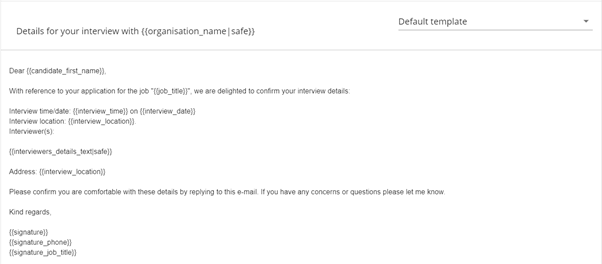 Details for your interview with {{organisation_name|safe}}
Default template
Dear {{candidate_first_name}},
With reference to your application for the job "{{job_title}}", we are delighted to confirm your interview details:
Interview time/date: {{interview_time}} on {{interview_date}}
Interview location: {{interview_location}}.
Interviewer(s):
{{interviewers_details_text|safe}}
Address: {{interview_location}}
Please confirm you are comfortable with these details by replying to this e-mail. If you have any concerns or questions please let me know.
Kind regards,
{{signature}}
{{signature_phone}}
{{signature_job_title}}